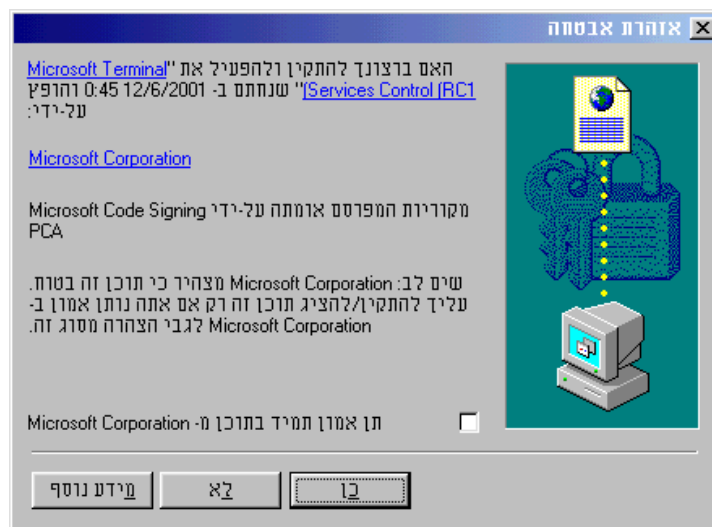 אזהרת אבטחה
האם ברצונך להתקין ולהפעיל את "Microsoft Terminal
Services Control (RC1)" שנחתם ב- 12/6/2001 0:45 והופץ
על-ידי:
Microsoft Corporation
מקוריות המפרסם אומתה על-ידי Microsoft Code Signing
PCA
שים לב: Microsoft Corporation מצהיר כי תוכן זה בטוח.
עליך להתקין/להציג תוכן זה רק אם אתה נותן אמון ב-
Microsoft Corporation לגבי הצהרה מסוג זה.
תן אמון תמיד בתוכן מ- Microsoft Corporation
כן
לא
מידע נוסף